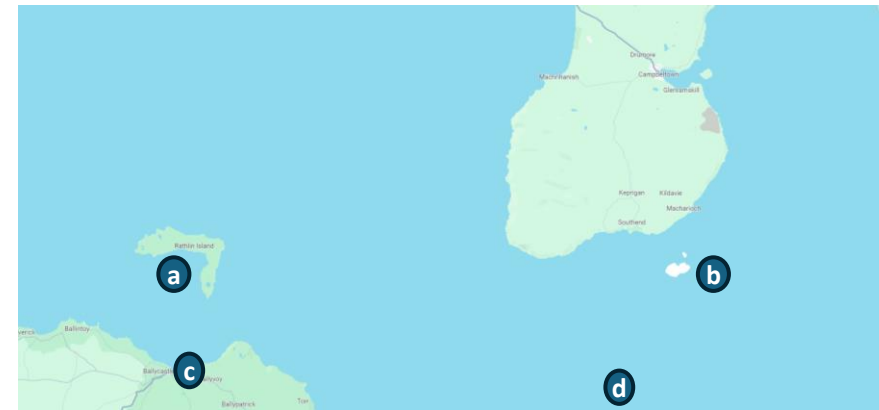 Drumore
Campbeltown
Machrihanish
Glenramskill
Keprigan
Kildavie
Macharioch
Southend
Rathlin Island
a
b
Ballintoy
Ballycastle
c
d
Ballypatrick
Torr